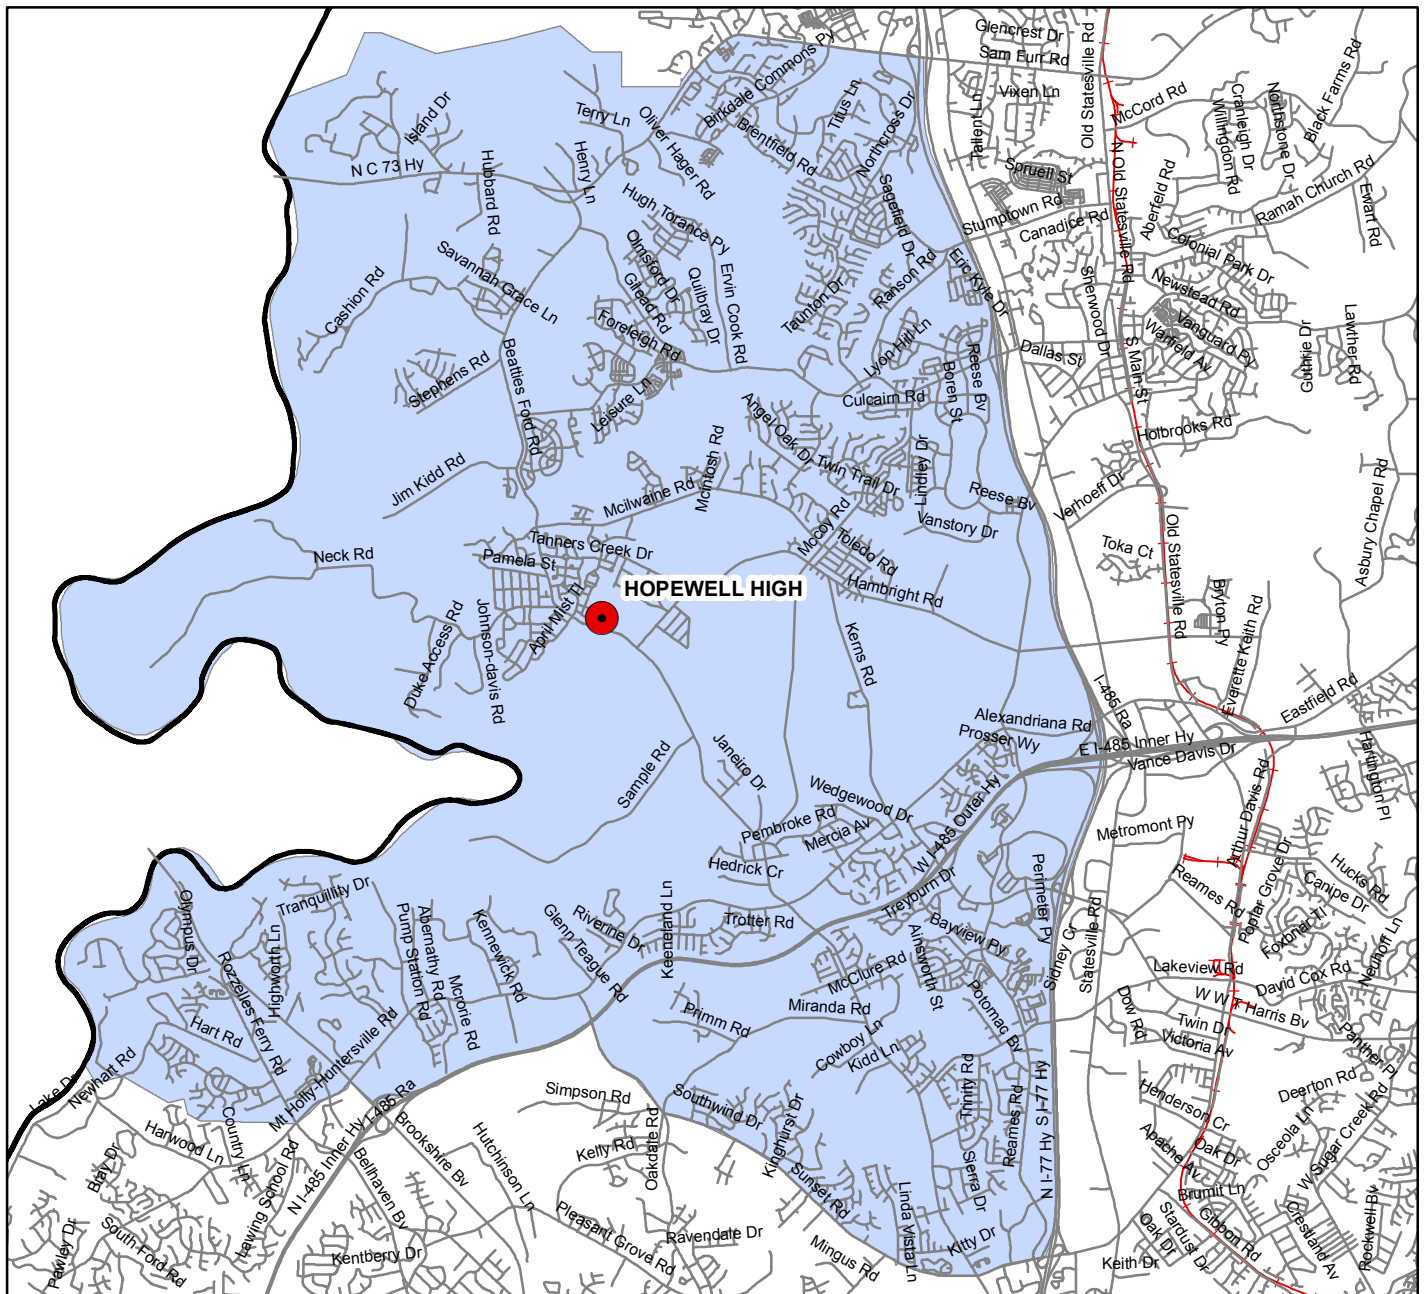 Glencrest Dr
Sam Furr Rd
Old Statesville Rd
Birkdale Commons Py
Vixen Ln
McCord Rd
Black Farms Rd
Northstone Dr
Cranleigh Dr
Willingdon Rd
Island Dr
Terry Ln
Oliver Hager Rd
Brentfield Rd
Titus Ln
Northcross Dr
Tallent Ln
N Old Statesville Rd
Spruell St
Aberfeld Rd
Ramah Church Rd
Ewart Rd
N C 73 Hy
Hubbard Rd
Henry Ln
Hugh Torance Py
Sagefield Dr
Stumptown Rd
Canadice Rd
Colonial Park Dr
Savannah Grace Ln
Olmsford Dr
Gilead Rd
Quilbray Dr
Ervin Cook Rd
Taunton Dr
Ranson Rd
Eric Kyle Dr
Sherwood Dr
Newstead Rd
Vanguard Py
Warfield Av
Cashion Rd
Foreleigh Rd
Lyon Hill Ln
Reese Bv
Boren St
Dallas St
S Main St
Guthrie Dr
Lawther Rd
Stephens Rd
Beatties Ford Rd
Leisure Ln
Culcairn Rd
Angel Oak Dr
Twin Trail Dr
Lindley Dr
Holbrooks Rd
Jim Kidd Rd
Mcilwaine Rd
Mcintosh Rd
Reese Bv
Vanstory Dr
Verhoeff Dr
Asbury Chapel Rd
Neck Rd
Tanners Creek Dr
Pamela St
Mccoy Rd
Toledo Rd
Hambright Rd
Toka Ct
Old Statesville Rd
HOPEWELL HIGH
April Mist Tl
Johnson-davis Rd
Duke Access Rd
Kerns Rd
Bryton Py
Everette Keith Rd
Eastfield Rd
I-485 Ra
Alexandriana Rd
Prosser Wy
E I-485 Inner Hy
Vance Davis Dr
Hartington Pl
Sample Rd
Janeiro Dr
Wedgewood Dr
Pembroke Rd
Mercia Av
W I-485 Outer Hy
Metromont Py
Arthur Davis Rd
Hedrick Cr
Treyburn Dr
Perimeter Py
Reames Rd
Poplar Grove Dr
Hucks Rd
Canipe Dr
Foxbriar Tl
Olympus Dr
Tranquillity Dr
Highworth Ln
Rozzelles Ferry Rd
Pump Station Rd
Abernathy Rd
Mcrorie Rd
Kennewick Rd
Glenn Teague Rd
Riverine Dr
Keeneland Ln
Trotter Rd
Bayview Py
Ainsworth St
McClure Rd
Miranda Rd
Potomac Bv
Sidney Cr
Statesville Rd
Lakeview Rd
David Cox Rd
Neuhoff Ln
W W T Harris Bv
Dow Rd
Twin Dr
Victoria Av
Panther Pl
Hart Rd
Primm Rd
Cowboy Ln
Kidd Ln
Lake Dr
Newhart Rd
Mt Holly-Huntersville Rd
I-485 Ra
Simpson Rd
Southwind Dr
Kinghurst Dr
Trinity Rd
Reames Rd
N I-77 Hy
S I-77 Hy
Henderson Cr
Deerton Rd
Osceola Ln
W Sugar Creek Rd
Harwood Ln
Country Ln
Bray Dr
Lawing School Rd
N I-485 Inner Hy
Brookshire Bv
Bellhaven Bv
Hutchinson Ln
Kelly Rd
Oakdale Rd
Sunset Rd
Linda Vista Ln
Sierra Dr
Kitty Dr
Apache Av
Oak Dr
Brumit Ln
Gibbon Rd
Stardust Dr
Oak Dr
Crestland Av
Rockwell Bv
Pawley Dr
South Ford Rd
Kentberry Dr
Pleasant Grove Rd
Ravendale Dr
Mingus Rd
Keith Dr